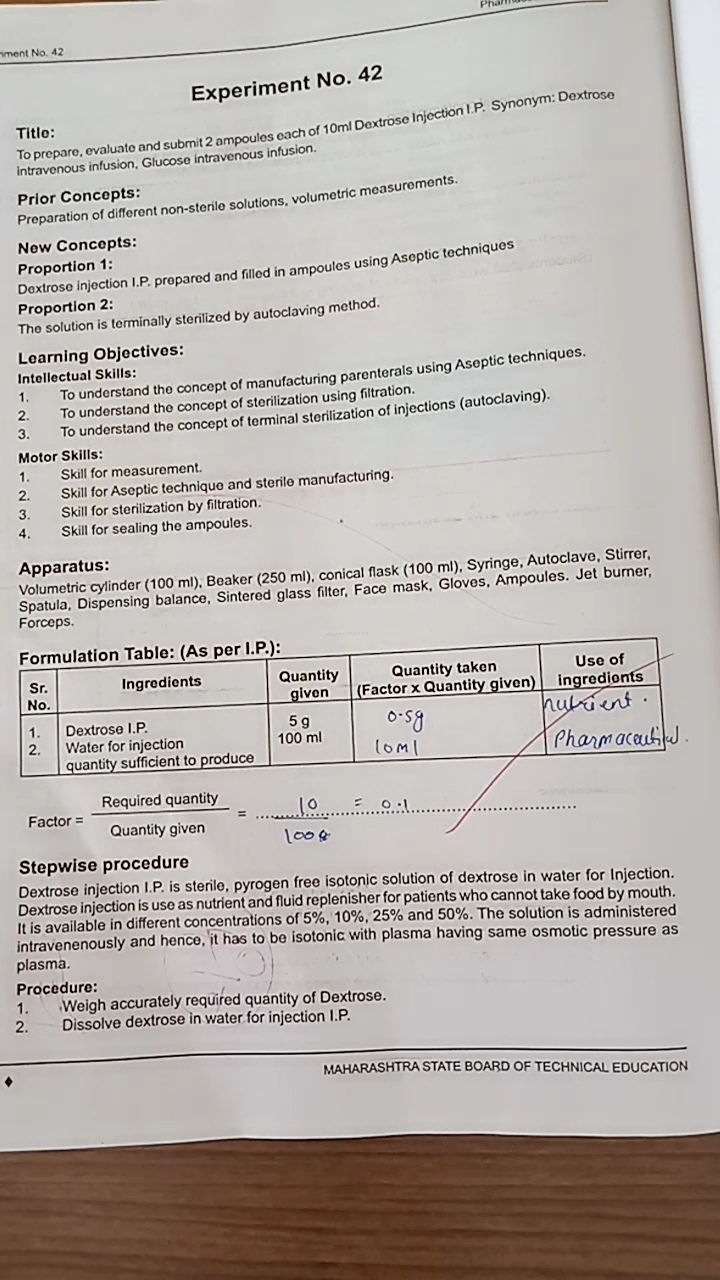 iment No. 42
Experiment No. 42
Title:
To prepare, evaluate and submit 2 ampoules each of 10ml Dextrose Injection I.P. Synonym: Dextrose
intravenous infusion, Glucose intravenous infusion.
Prior Concepts:
Preparation of different non-sterile solutions, volumetric measurements.
New Concepts:
Proportion 1:
Dextrose injection I.P. prepared and filled in ampoules using Aseptic techniques
Proportion 2:
The solution is terminally sterilized by autoclaving method.
Learning Objectives:
Intellectual Skills:
1. To understand the concept of manufacturing parenterals using Aseptic techniques.
2. To understand the concept of sterilization using filtration.
3. To understand the concept of terminal sterilization of injections (autoclaving).
Motor Skills:
1. Skill for measurement.
2. Skill for Aseptic technique and sterile manufacturing.
3. Skill for sterilization by filtration.
4. Skill for sealing the ampoules.
Apparatus:
Volumetric cylinder (100 ml), Beaker (250 ml), conical flask (100 ml), Syringe, Autoclave, Stirrer,
Spatula, Dispensing balance, Sintered glass filter, Face mask, Gloves, Ampoules. Jet burner,
Forceps.
Formulation Table: (As per I.P.):
Sr. No. Ingredients Quantity given Quantity taken (Factor x Quantity given) Use of ingredients
1. Dextrose I.P. 5 g 0.5g nutrient.
2. Water for injection 100 ml 10ml Pharmaceutical.
quantity sufficient to produce
Factor = Required quantity / Quantity given = 10 / 100 = 0.1
Stepwise procedure
Dextrose injection I.P. is sterile, pyrogen free isotonic solution of dextrose in water for Injection.
Dextrose injection is use as nutrient and fluid replenisher for patients who cannot take food by mouth.
It is available in different concentrations of 5%, 10%, 25% and 50%. The solution is administered
intravenenously and hence, it has to be isotonic with plasma having same osmotic pressure as
plasma.
Procedure:
1. Weigh accurately required quantity of Dextrose.
2. Dissolve dextrose in water for injection I.P.
MAHARASHTRA STATE BOARD OF TECHNICAL EDUCATION